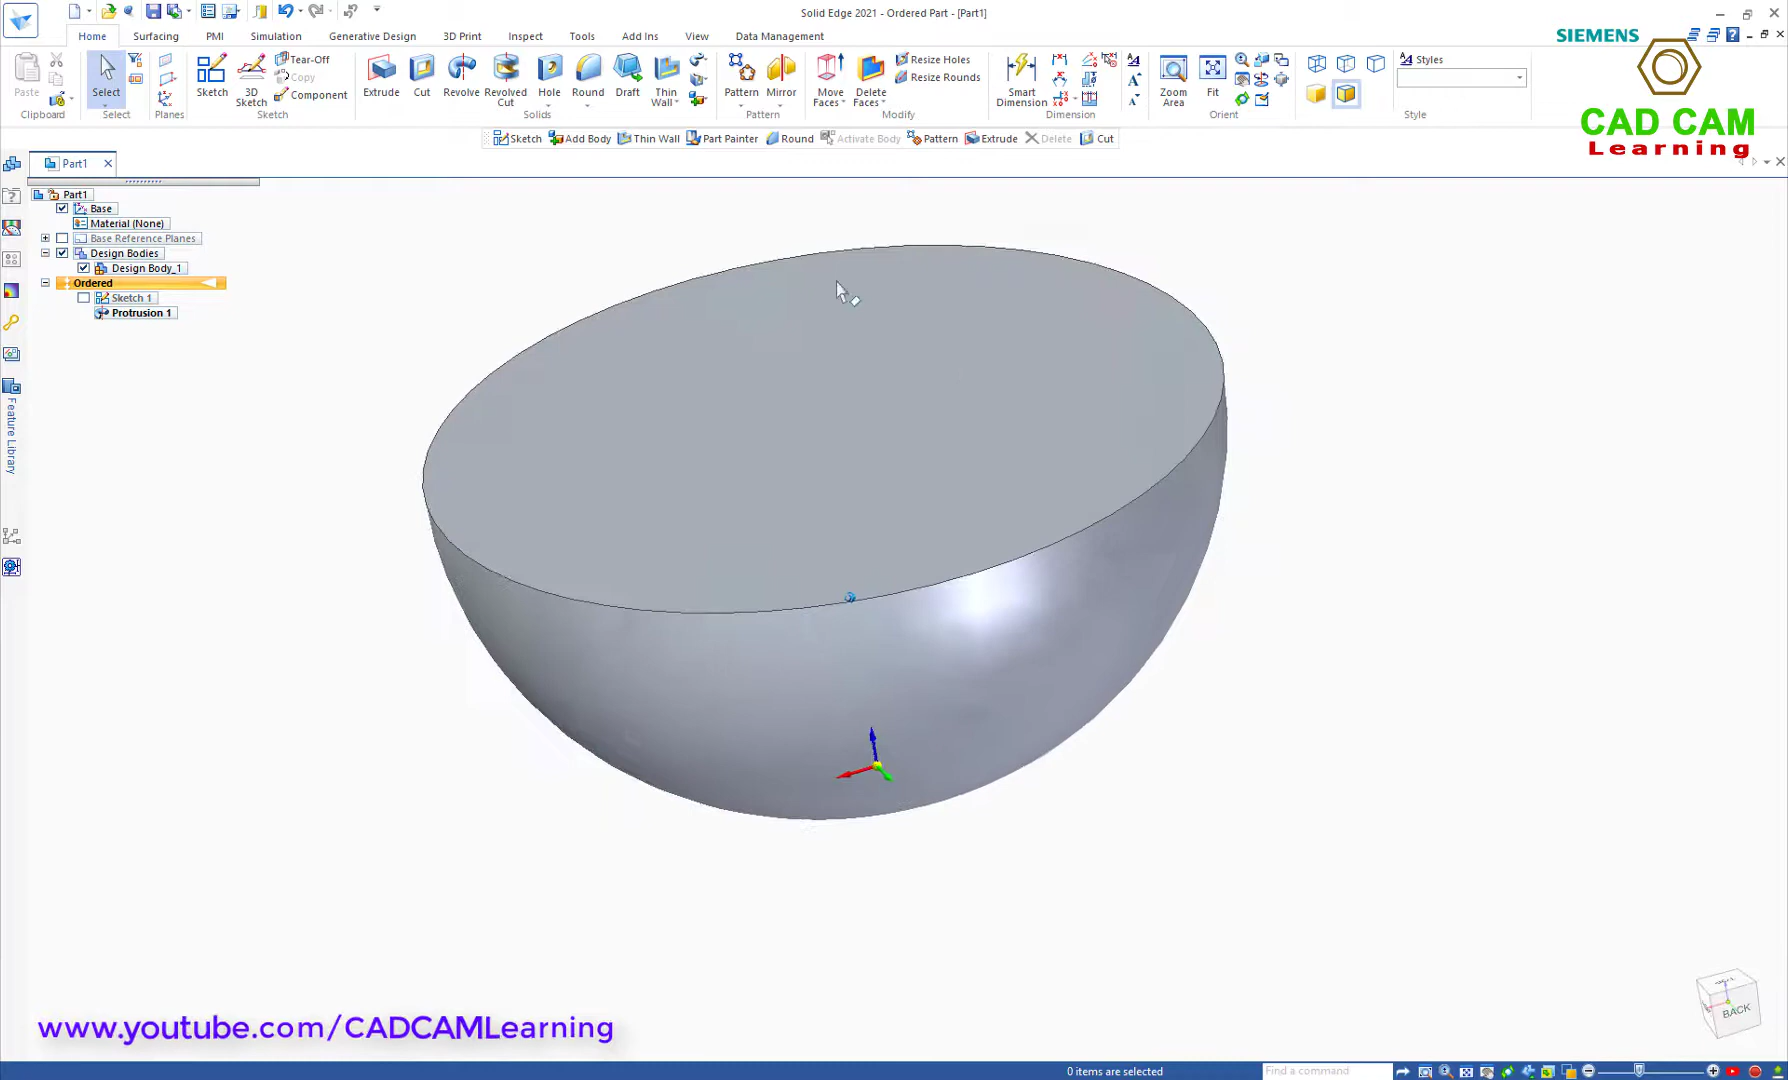 Solid Edge 2021 - Ordered Part - [Part1]
Home Surfacing PMI Simulation Generative Design 3D Print Inspect Tools Add Ins View Data Management
SIEMENS
CAD CAM
Learning
Paste
Clipboard
Select
Select
Planes
Sketch
3D Sketch
Tear-Off
Copy
Component
Sketch
Extrude
Cut
Revolve
Revolved Cut
Hole
Round
Draft
Thin Wall
Solids
Pattern
Mirror
Pattern
Move Faces
Delete Faces
Resize Holes
Resize Rounds
Modify
Smart Dimension
Dimension
Zoom Area
Fit
Orient
Styles
Style
Sketch Add Body Thin Wall Part Painter Round Activate Body Pattern Extrude Delete Cut
Part1
Part1
Base
Material (None)
Base Reference Planes
Design Bodies
Design Body_1
Ordered
Sketch 1
Protrusion 1
Feature Library
BACK
www.youtube.com/CADCAMLearning
0 items are selected
Find a command